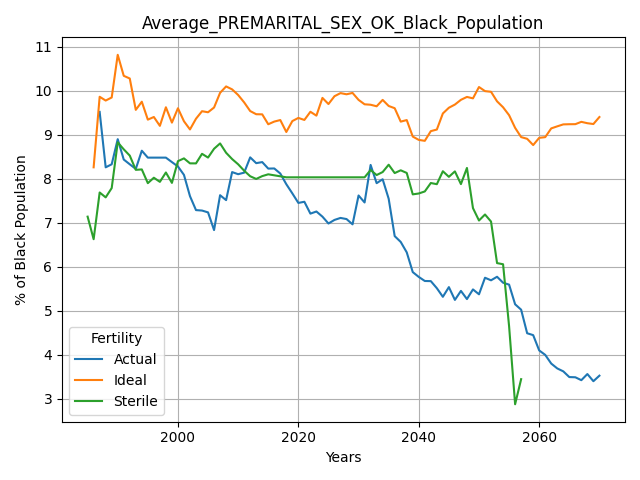 Average_PREMARITAL_SEX_OK_Black_Population
% of Black Population
11
10
9
8
7
6
5
4
3
Fertility
Actual
Ideal
Sterile
2000 2020 2040 2060
Years